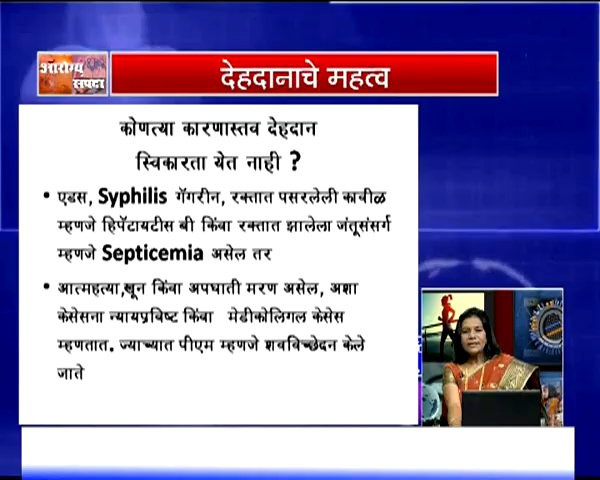 आरोग्य
संपदा
देहदानाचे महत्व
कोणत्या कारणास्तव देहदान
स्विकारता येत नाही ?
• एडस, Syphilis गॅगरीन, रक्तात पसरलेली कावीळ
म्हणजे हिपॅटायटीस बी किंवा रक्तात झालेला जंतूसंसर्ग
म्हणजे Septicemia असेल तर
• आत्महत्या,खून किंवा अपघाती मरण असेल, अशा
केसेसना न्यायप्रविष्ट किंवा मेडीकोलिगल केसेस
म्हणतात. ज्याच्यात पीएम म्हणजे शवविच्छेदन केले
जाते